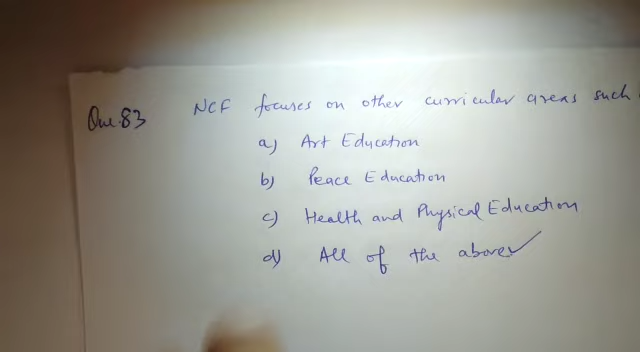 Que.83 NCF focuses on other curricular areas such
a) Art Education
b) Peace Education
c) Health and Physical Education
d) All of the above ✓